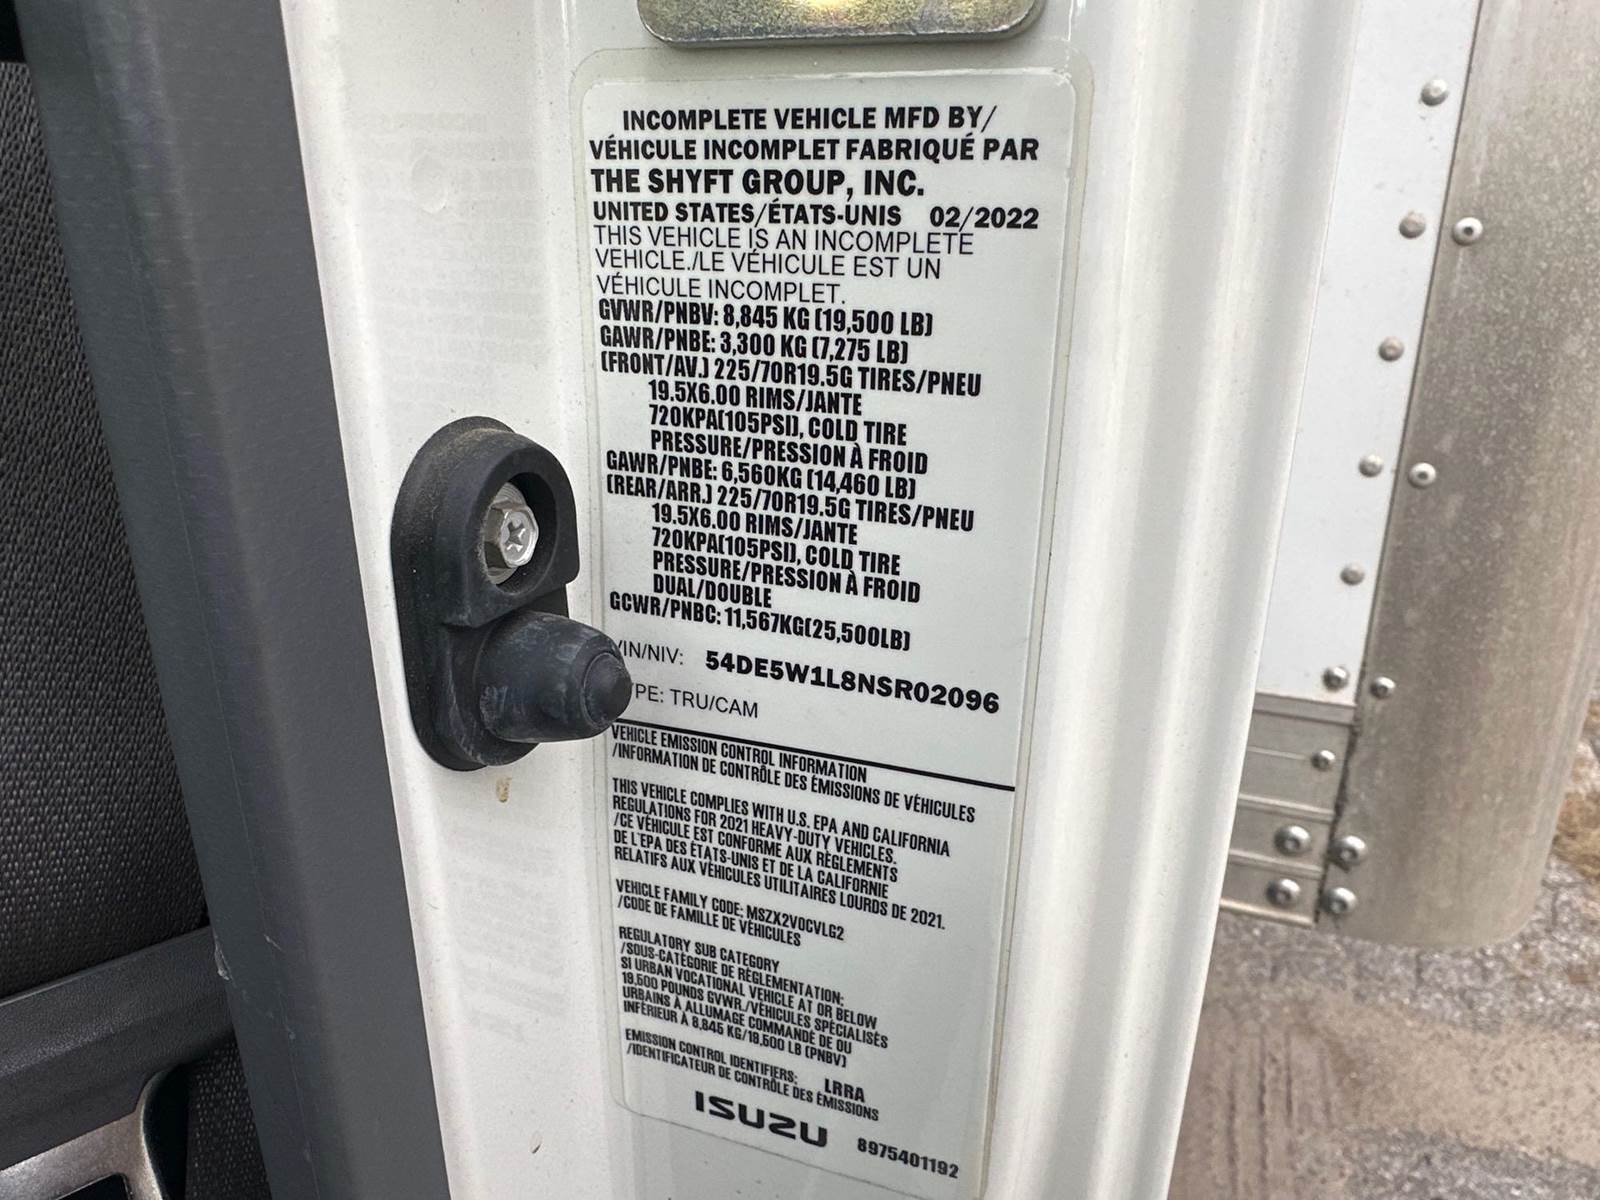 INCOMPLETE VEHICLE MFD BY/
VÉHICULE INCOMPLET FABRIQUÉ PAR
THE SHYFT GROUP, INC.
UNITED STATES/ÉTATS-UNIS 02/2022
THIS VEHICLE IS AN INCOMPLETE
VEHICLE./LE VÉHICULE EST UN
VÉHICULE INCOMPLET.
GVWR/PNBV: 8,845 KG (19,500 LB)
GAWR/PNBE: 3,300 KG (7,275 LB)
(FRONT/AV.) 225/70R19.5G TIRES/PNEU
19.5X6.00 RIMS/JANTE
720KPA(105PSI), COLD TIRE
PRESSURE/PRESSION À FROID
GAWR/PNBE: 6,560KG (14,460 LB)
(REAR/ARR.) 225/70R19.5G TIRES/PNEU
19.5X6.00 RIMS/JANTE
720KPA(105PSI), COLD TIRE
PRESSURE/PRESSION À FROID
DUAL/DOUBLE
GCWR/PNBC: 11,567KG(25,500LB)
VIN/NIV: 54DE5W1L8NSR02096
PE: TRU/CAM
VEHICLE EMISSION CONTROL INFORMATION
/INFORMATION DE CONTRÔLE DES ÉMISSIONS DE VÉHICULES
THIS VEHICLE COMPLIES WITH U.S. EPA AND CALIFORNIA
REGULATIONS FOR 2021 HEAVY-DUTY VEHICLES.
/CE VÉHICULE EST CONFORME AUX RÈGLEMENTS
DE L'EPA DES ÉTATS-UNIS ET DE LA CALIFORNIE
RELATIFS AUX VÉHICULES UTILITAIRES LOURDS DE 2021.
VEHICLE FAMILY CODE: MSZX2VOCVLG2
/CODE DE FAMILLE DE VÉHICULES
REGULATORY SUB CATEGORY
/SOUS-CATÉGORIE DE RÉGLEMENTATION:
SI URBAN VOCATIONAL VEHICLE AT OR BELOW
19,500 POUNDS GVWR./VÉHICULES SPÉCIALISÉS
URBAINS À ALLUMAGE COMMANDÉ DE OU
INFÉRIEUR À 8,845 KG/19,500 LB (PNBV)
EMISSION CONTROL IDENTIFIERS: LRRA
/IDENTIFICATEUR DE CONTRÔLE DES ÉMISSIONS
ISUZU 8975401192